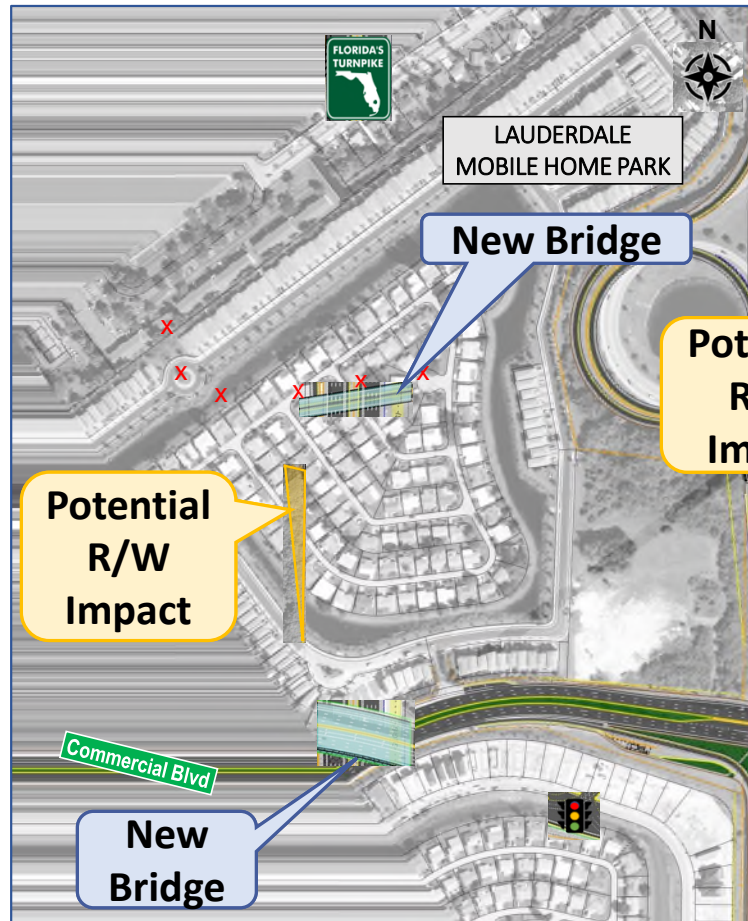 N
FLORIDA'S
TURNPIKE
LAUDERDALE
MOBILE HOME PARK
New Bridge
X
X
X
X
X
X
Potential
R/W
Impact
Commercial Blvd
New
Bridge